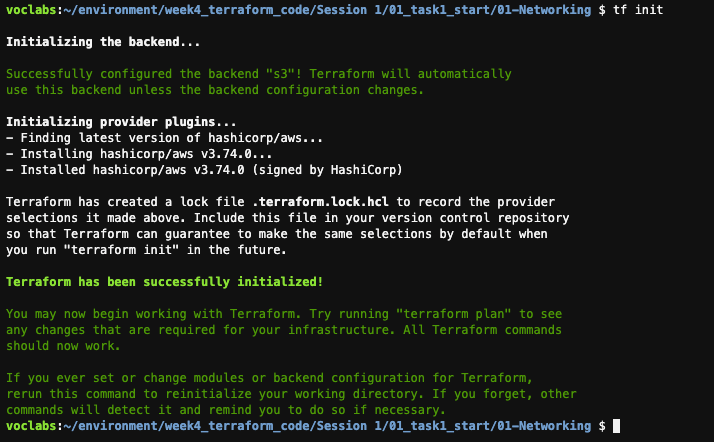 voclabs:~/environment/week4_terraform_code/Session 1/01_task1_start/01-Networking $ tf init
Initializing the backend...
Successfully configured the backend "s3"! Terraform will automatically
use this backend unless the backend configuration changes.
Initializing provider plugins...
- Finding latest version of hashicorp/aws...
- Installing hashicorp/aws v3.74.0...
- Installed hashicorp/aws v3.74.0 (signed by HashiCorp)
Terraform has created a lock file .terraform.lock.hcl to record the provider
selections it made above. Include this file in your version control repository
so that Terraform can guarantee to make the same selections by default when
you run "terraform init" in the future.
Terraform has been successfully initialized!
You may now begin working with Terraform. Try running "terraform plan" to see
any changes that are required for your infrastructure. All Terraform commands
should now work.
If you ever set or change modules or backend configuration for Terraform,
rerun this command to reinitialize your working directory. If you forget, other
commands will detect it and remind you to do so if necessary.
voclabs:~/environment/week4_terraform_code/Session 1/01_task1_start/01-Networking $